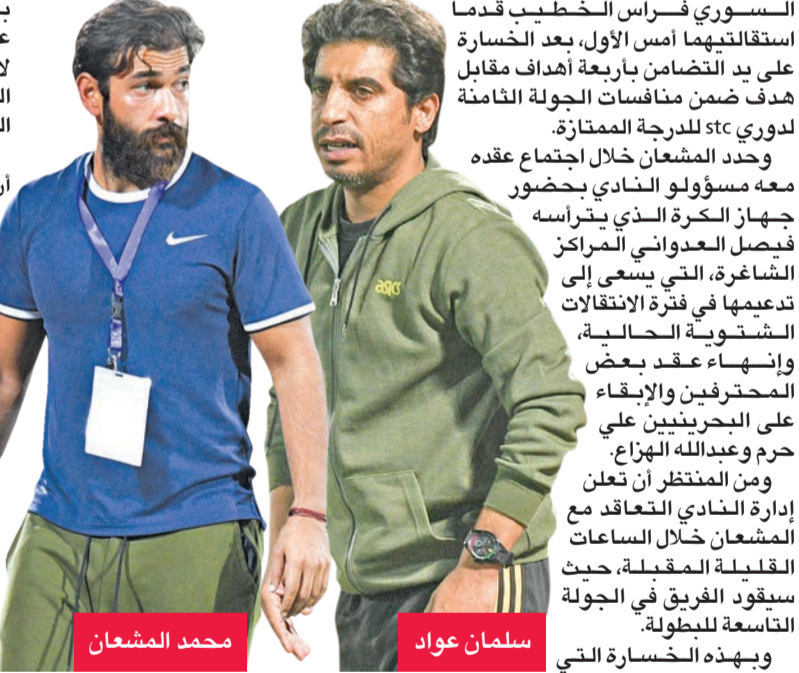 السوري فراس الخطيب قدما
استقالتيهما أمس الأول، بعد الخسارة
على يد التضامن بأربعة أهداف مقابل
هدف ضمن منافسات الجولة الثامنة
لدوري stc للدرجة الممتازة.
وحدد المشعان خلال اجتماع عقده
معه مسؤولو النادي بحضور
جهاز الكرة الذي يترأسه
فيصل العدواني المراكز
الشاغرة، التي يسعى إلى
تدعيمها في فترة الانتقالات
الشتوية الحالية،
وإنهاء عقد بعض
المحترفين والإبقاء
على البحرينيين علي
حرم وعبدالله الهزاع.
ومن المنتظر أن تعلن
إدارة النادي التعاقد مع
المشعان خلال الساعات
القليلة المقبلة، حيث
سيقود الفريق في الجولة
التاسعة للبطولة.
وبهذه الخسارة التي
asics
سلمان عواد
محمد المشعان